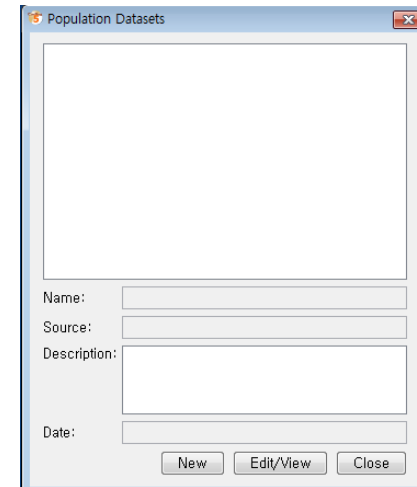 Population Datasets
Name:
Source:
Description:
Date:
New Edit/View Close